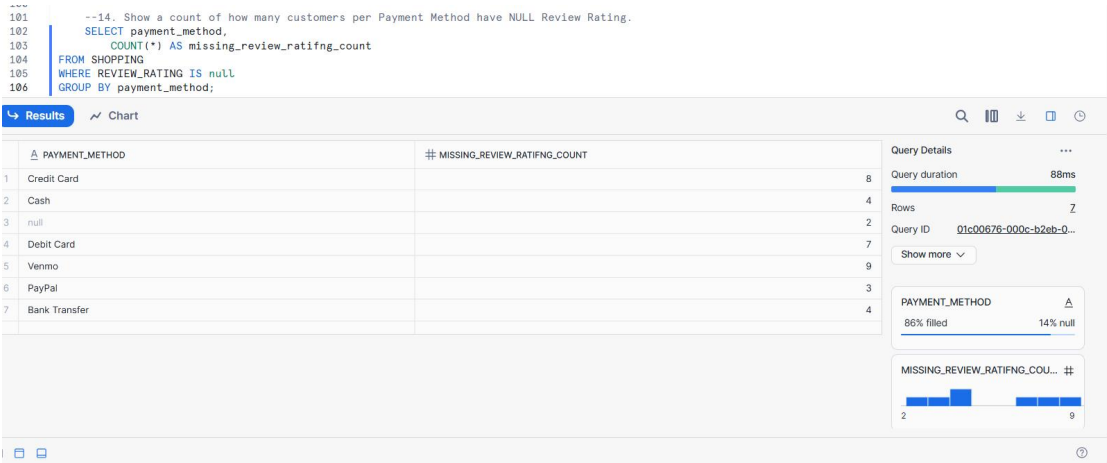 101 --14. Show a count of how many customers per Payment Method have NULL Review Rating.
102 SELECT payment_method,
103 COUNT(*) AS missing_review_ratifng_count
104 FROM SHOPPING
105 WHERE REVIEW_RATING IS null
106 GROUP BY payment_method;
Results Chart
A PAYMENT_METHOD # MISSING_REVIEW_RATIFNG_COUNT
1 Credit Card 8
2 Cash 4
3 null 2
4 Debit Card 7
5 Venmo 9
6 PayPal 3
7 Bank Transfer 4
Query Details ...
Query duration 88ms
Rows 7
Query ID 01c00676-000c-b2eb-0...
Show more
PAYMENT_METHOD A
86% filled 14% null
MISSING_REVIEW_RATIFNG_COU... #
2 9